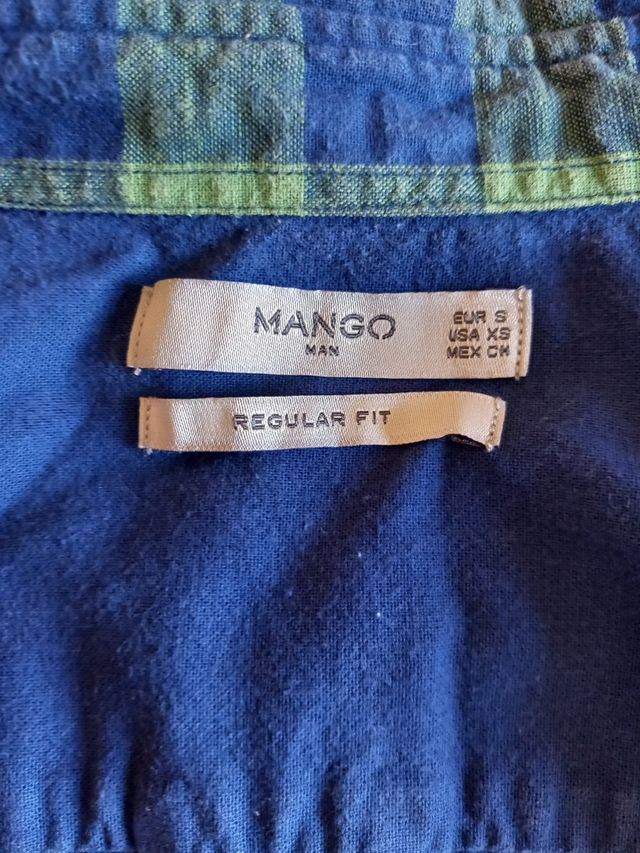 MANGO
MAN
EUR S
USA XS
MEX CH
REGULAR FIT